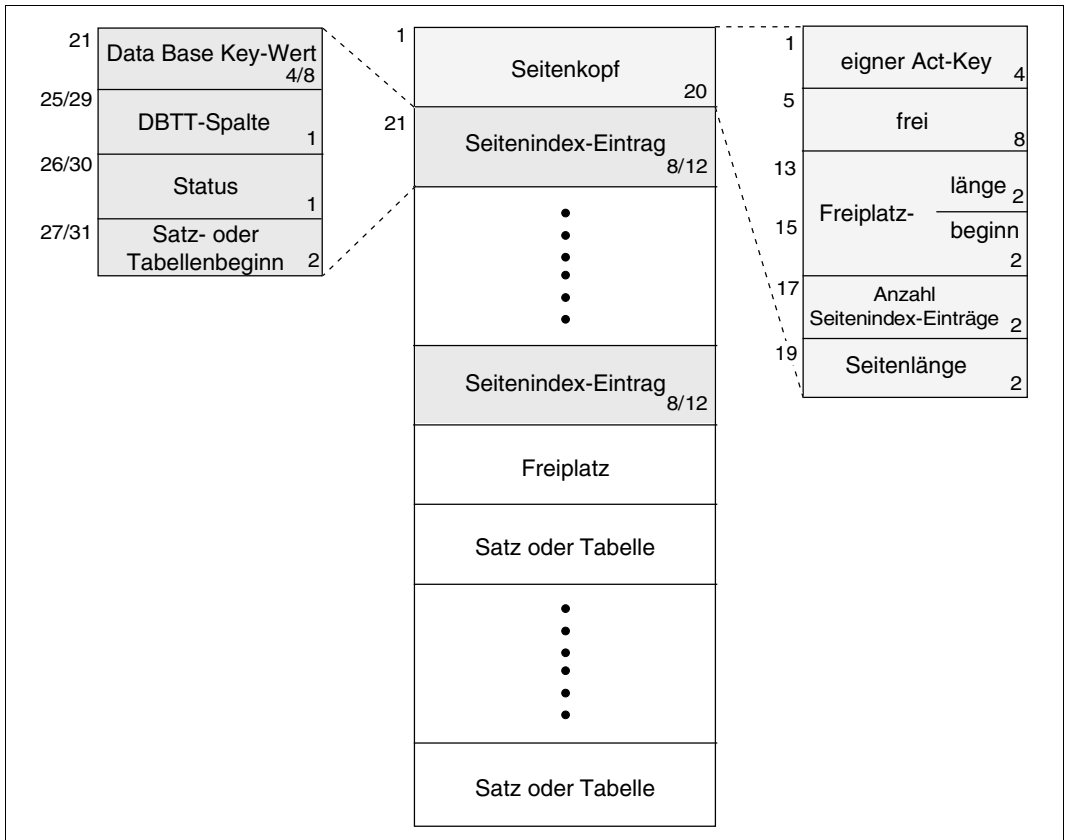 21
Data Base Key-Wert
4/8
25/29
DBTT-Spalte
1
26/30
Status
1
27/31
Satz- oder
Tabellenbeginn
2
1
Seitenkopf
20
21
Seitenindex-Eintrag
8/12
Seitenindex-Eintrag
8/12
Freiplatz
Satz oder Tabelle
Satz oder Tabelle
1
eigner Act-Key
4
5
frei
8
13
länge
2
Freiplatz-
15
beginn
2
17
Anzahl
Seitenindex-Einträge
2
19
Seitenlänge
2